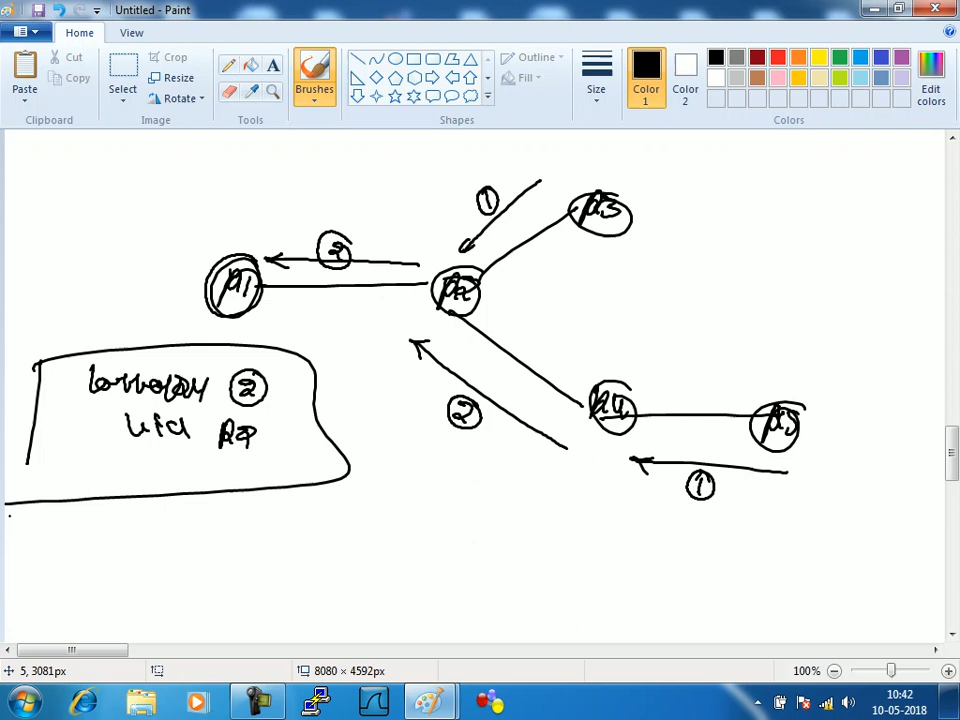 Untitled - Paint
Home View
Paste
Cut
Copy
Clipboard
Select
Crop
Resize
Rotate
Image
A
Tools
Brushes
Outline
Fill
Shapes
Size
Color 1
Color 2
Edit colors
Colors
1
R3
2
R1
R2
2
R4
R5
2
1
5, 3081px
8080 × 4592px
100%
10:42
10-05-2018